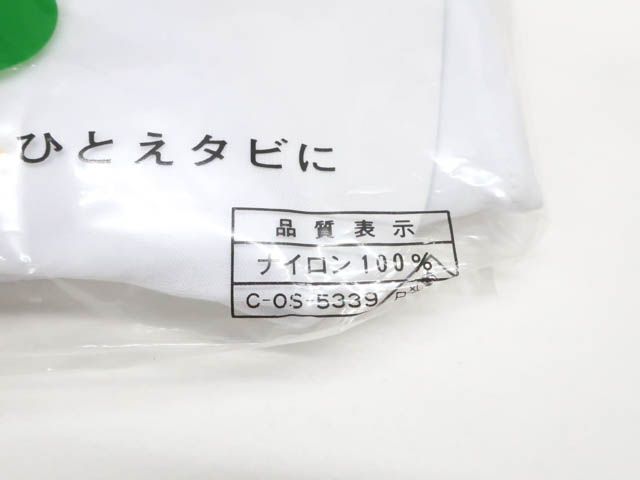 ひとえタビに
品質表示
ナイロン100%
C-OS-5339